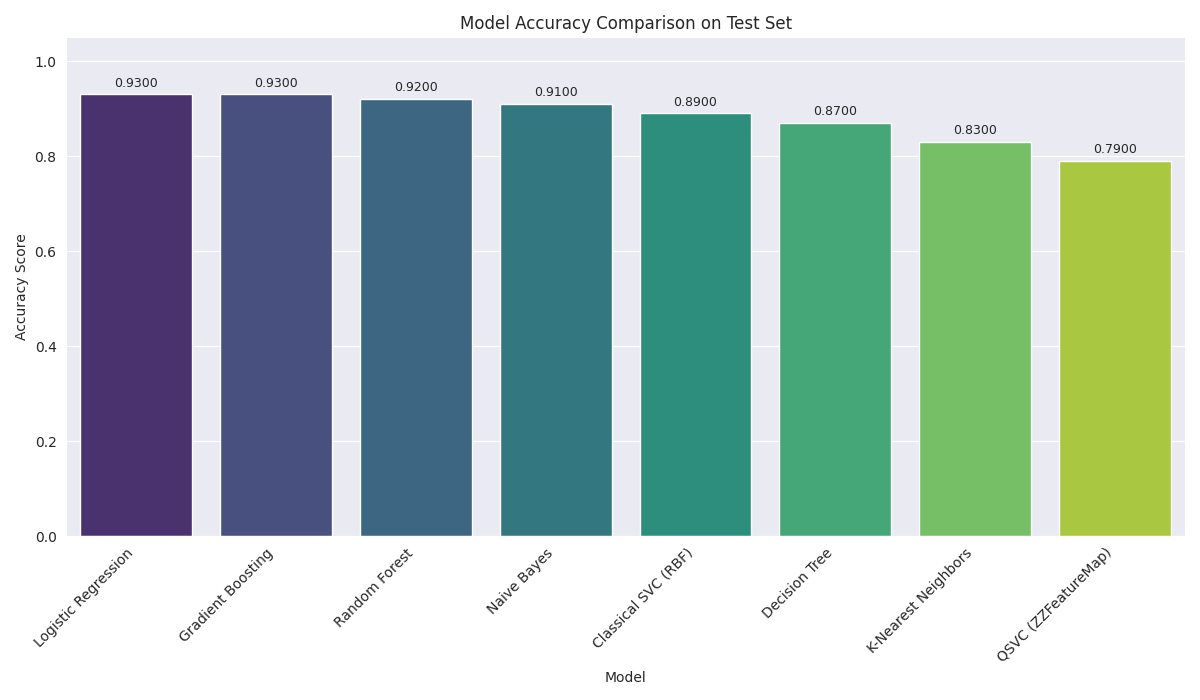 Model Accuracy Comparison on Test Set
Accuracy Score
1.0
0.8
0.6
0.4
0.2
0.0
0.9300
0.9300
0.9200
0.9100
0.8900
0.8700
0.8300
0.7900
Logistic Regression
Gradient Boosting
Random Forest
Naive Bayes
Classical SVC (RBF)
Decision Tree
K-Nearest Neighbors
QSVC (ZZFeatureMap)
Model